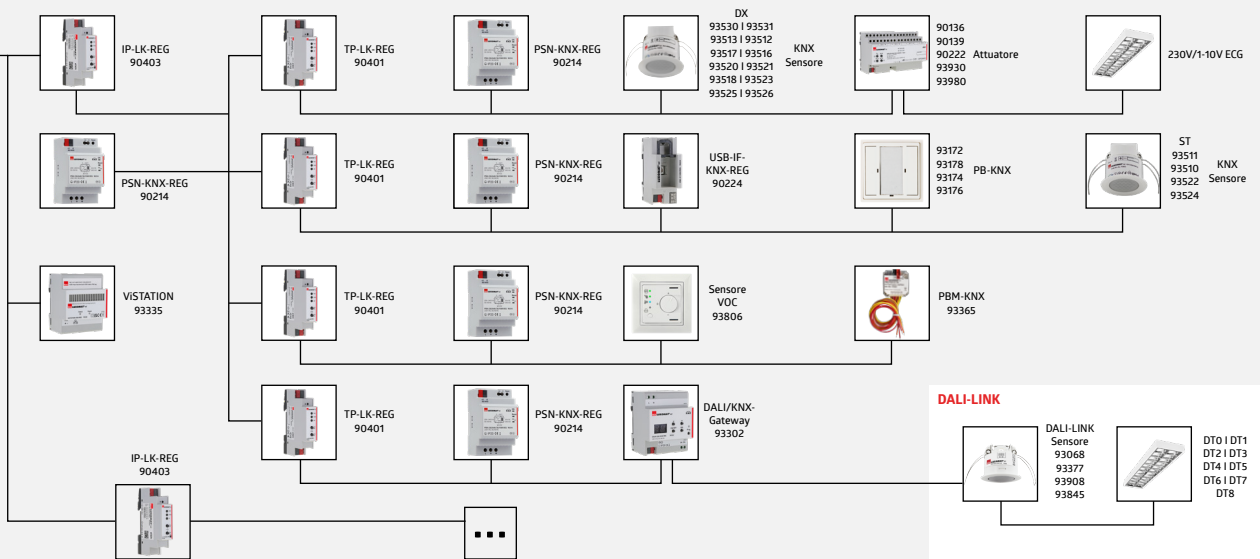 IP-LK-REG
90403
TP-LK-REG
90401
PSN-KNX-REG
90214
DX
93530 I 93531
93513 I 93512
93517 I 93516
93520 I 93521
93518 I 93523
93525 I 93526
KNX
Sensore
90136
90139
90222
93930
93980
Attuatore
230V/1-10V ECG
PSN-KNX-REG
90214
TP-LK-REG
90401
PSN-KNX-REG
90214
USB-IF-
KNX-REG
90224
93172
93178
93174
93176
PB-KNX
ST
93511
93510
93522
93524
KNX
Sensore
ViSTATION
93335
TP-LK-REG
90401
PSN-KNX-REG
90214
Sensore
VOC
93806
PBM-KNX
93365
TP-LK-REG
90401
PSN-KNX-REG
90214
DALI/KNX-
Gateway
93302
DALI-LINK
DALI-LINK
Sensore
93068
93377
93908
93845
DT0 I DT1
DT2 I DT3
DT4 I DT5
DT6 I DT7
DT8
IP-LK-REG
90403